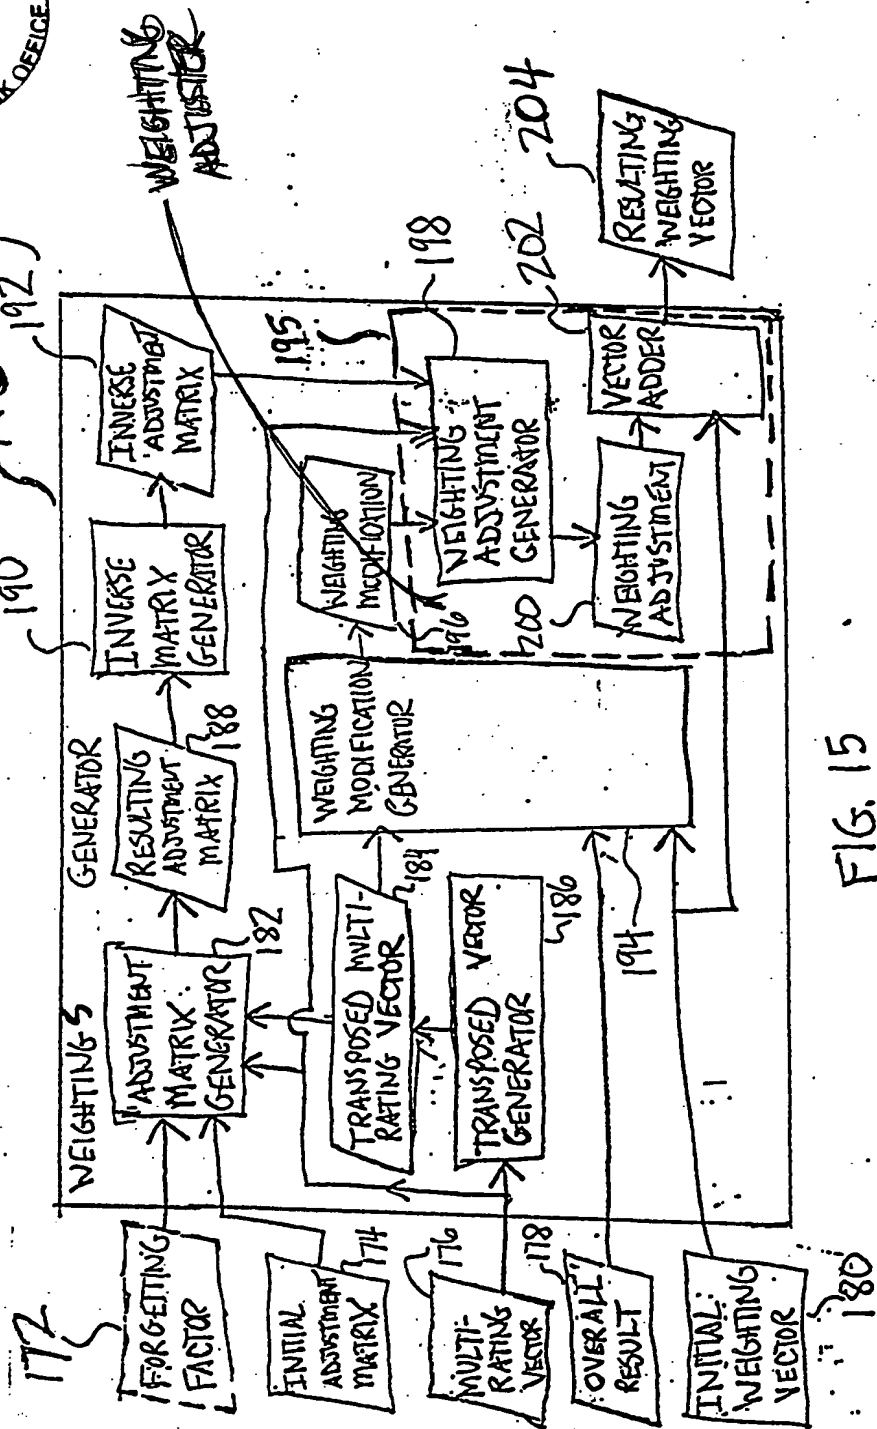 OFFICE
WEIGHTING
ADJUSTER
190
192
WEIGHTINGS GENERATOR
172
FORGETTING
FACTOR
"ADJUSTMENT
MATRIX
GENERATOR
182
RESULTING
ADJUSTMENT
MATRIX
188
INVERSE
MATRIX
GENERATOR
INVERSE
ADJUSTMENT
MATRIX
INITIAL
ADJUSTMENT
MATRIX
174
TRANSPOSED MULTI-
RATING VECTOR
184
WEIGHTING
MODIFICATION
GENERATOR
194
WEIGHTING
MODIFIOTION
196
195
WEIGHTING
ADJUSTMENT
GENERATOR
198
176
MULTI-
RATING
VECTOR
TRANSPOSED VECTOR
GENERATOR
186
200
WEIGHTING
ADJUSTMENT
VECTOR
ADDER
202
RESULTING
WEIGHTING
VECTOR
204
178
OVERALL
RESULT
INITIAL
WEIGHTING
VECTOR
180
FIG. 15